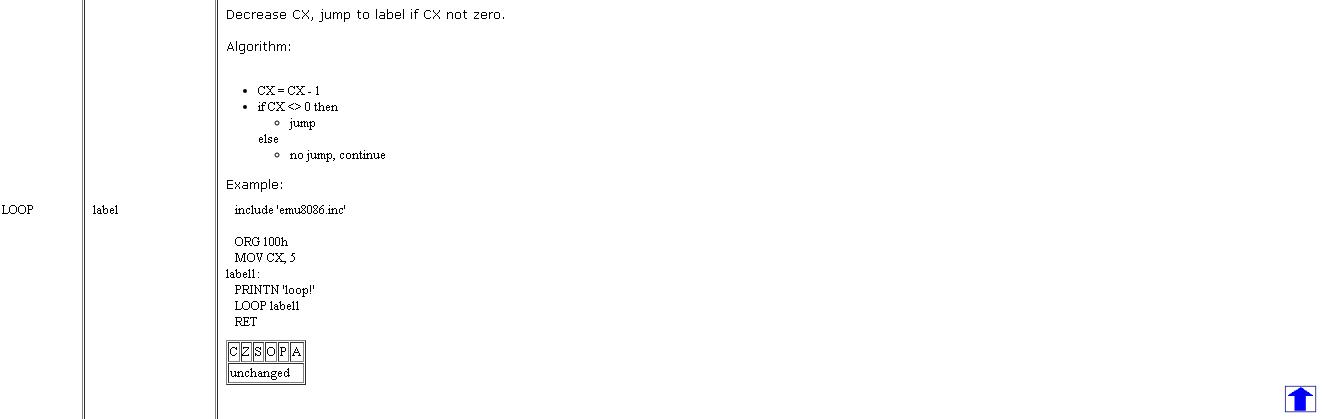 Decrease CX, jump to label if CX not zero.
Algorithm:
CX = CX - 1
if CX <> 0 then
jump
else
no jump, continue
Example:
LOOP
label
include 'emu8086.inc'
ORG 100h
MOV CX, 5
label1:
PRINTN 'loop!'
LOOP label1
RET
C Z S O P A
unchanged